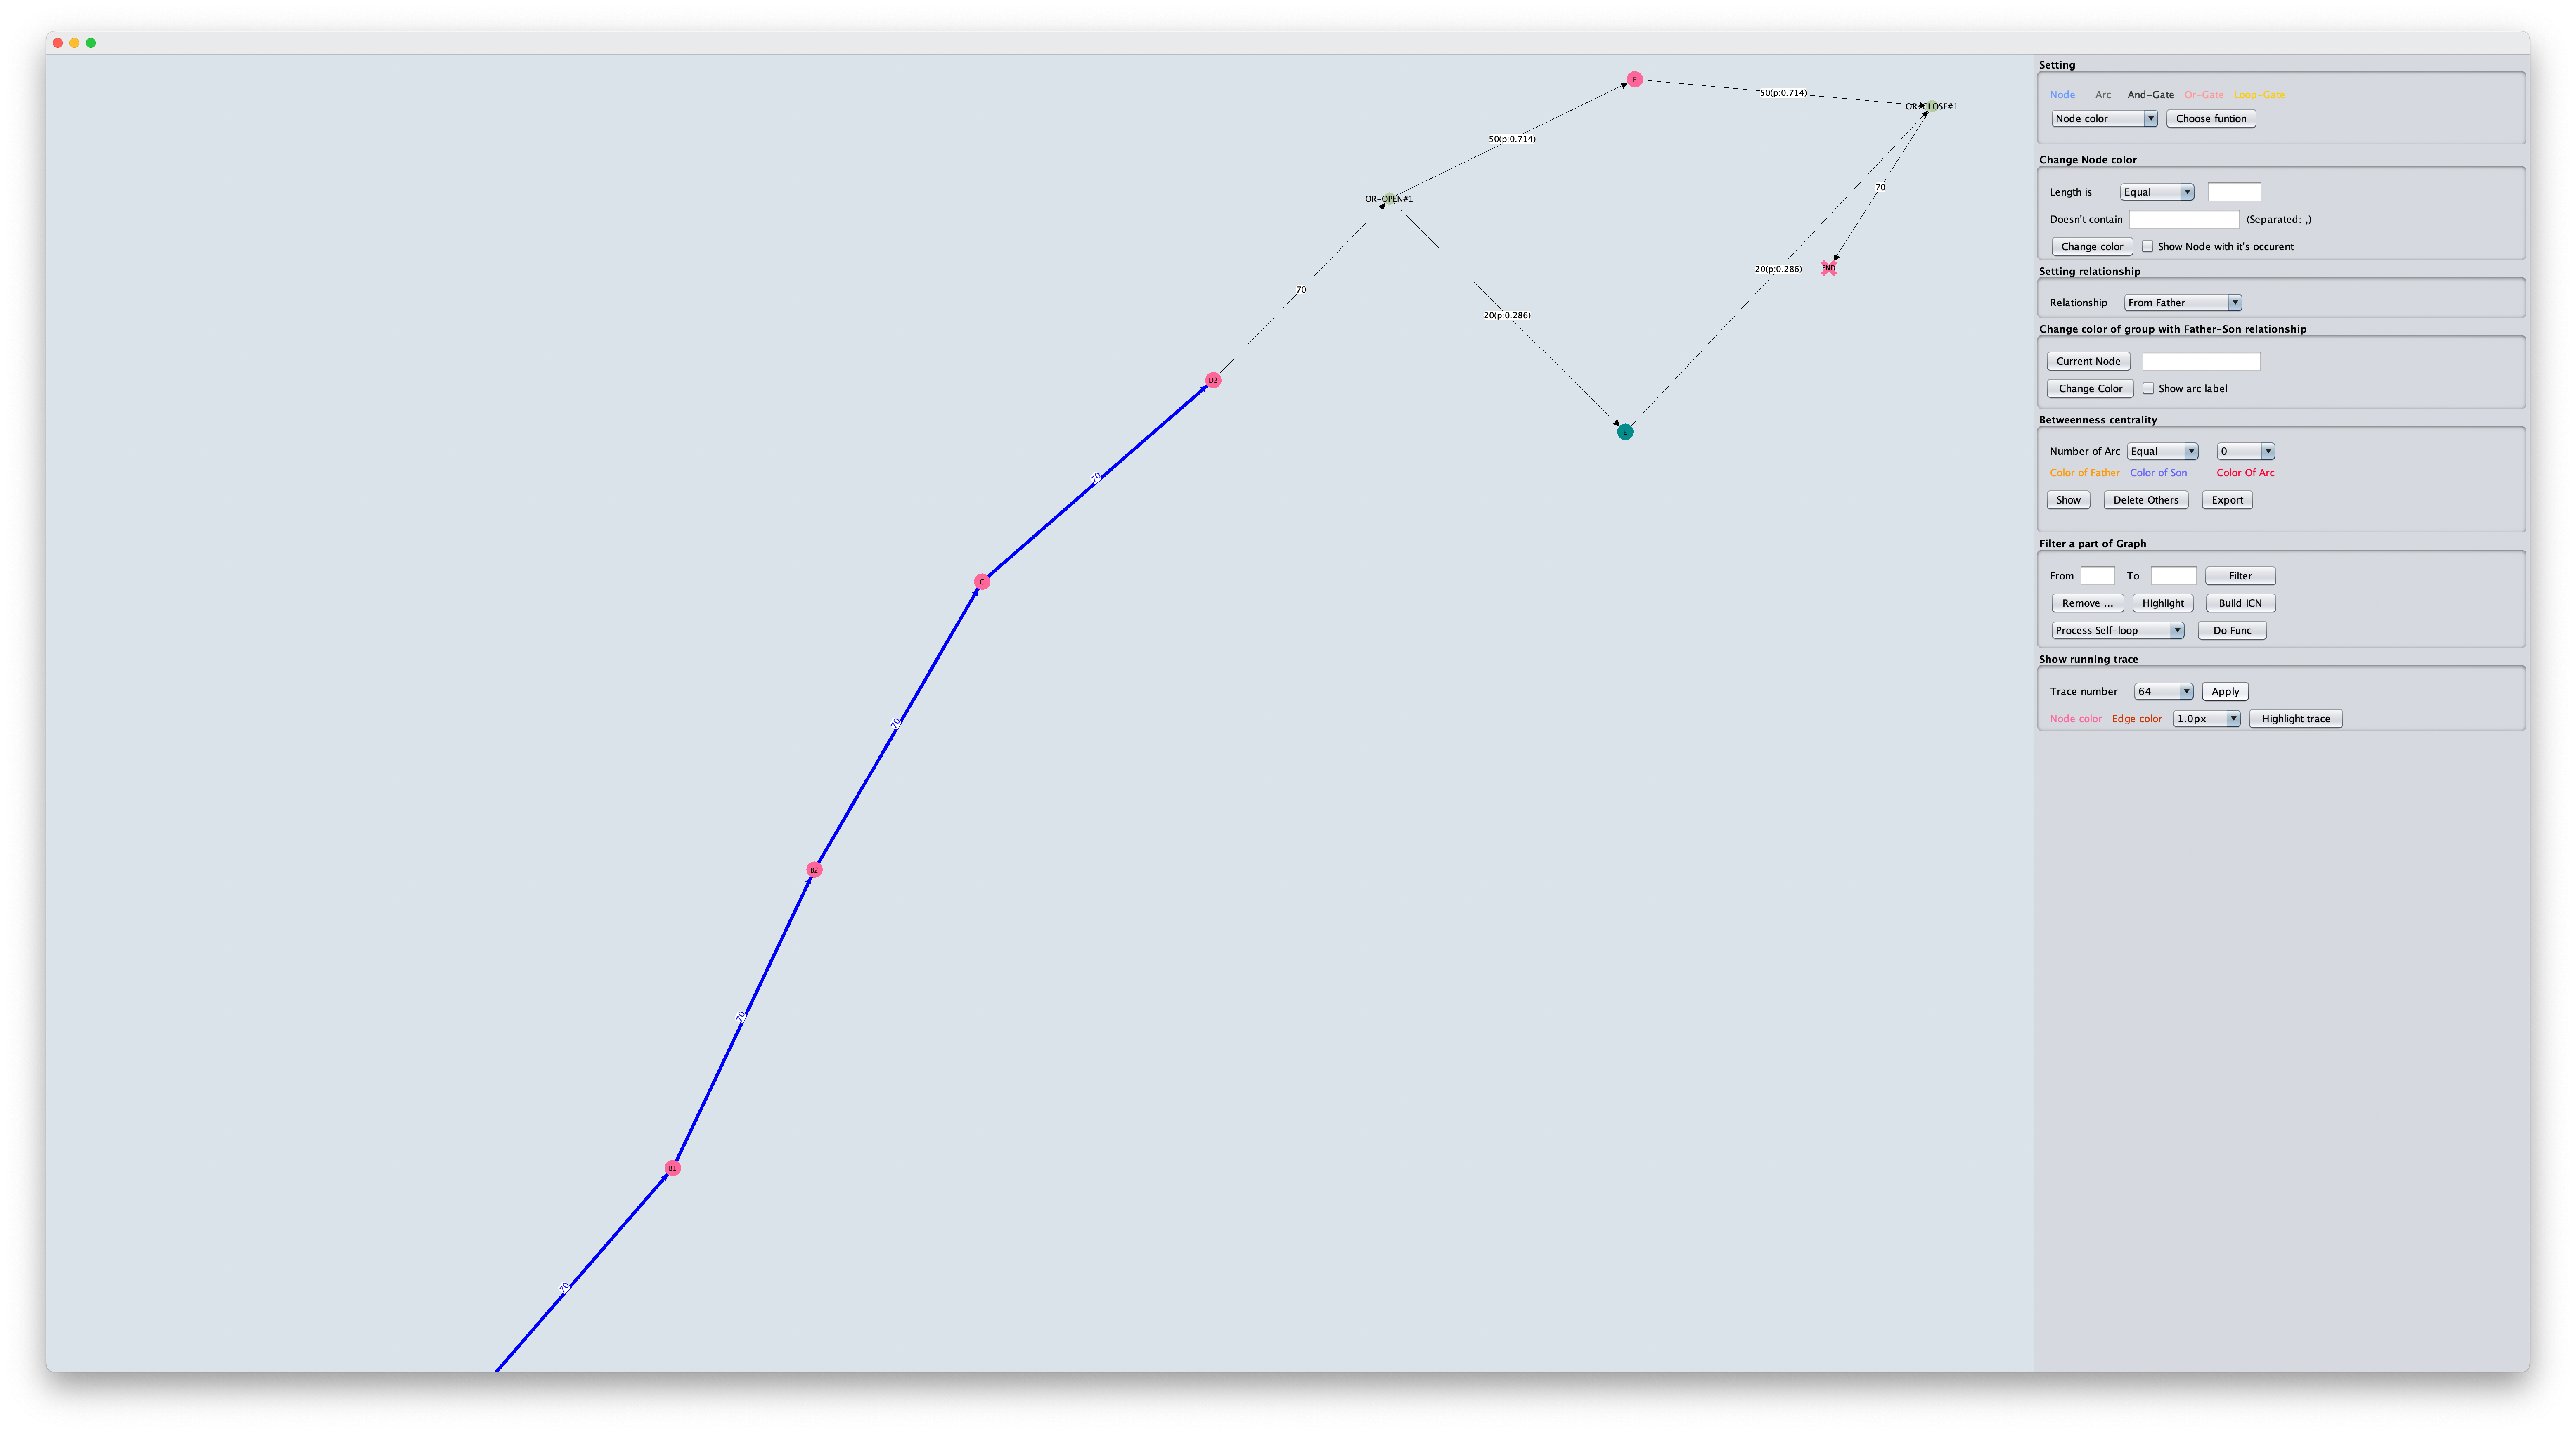 F
50(p:0.714)
OR-CLOSE#1
50(p:0.714)
70
OR-OPEN#1
20(p:0.286)
END
70
20(p:0.286)
D2
E
70
C
70
B2
70
B1
70
Setting
Node Arc And-Gate Or-Gate Loop-Gate
Node color Choose funtion
Change Node color
Length is Equal
Doesn't contain (Separated: ,)
Change color Show Node with it's occurent
Setting relationship
Relationship From Father
Change color of group with Father-Son relationship
Current Node
Change Color Show arc label
Betweenness centrality
Number of Arc Equal 0
Color of Father Color of Son Color Of Arc
Show Delete Others Export
Filter a part of Graph
From To Filter
Remove ... Highlight Build ICN
Process Self-loop Do Func
Show running trace
Trace number 64 Apply
Node color Edge color 1.0px Highlight trace